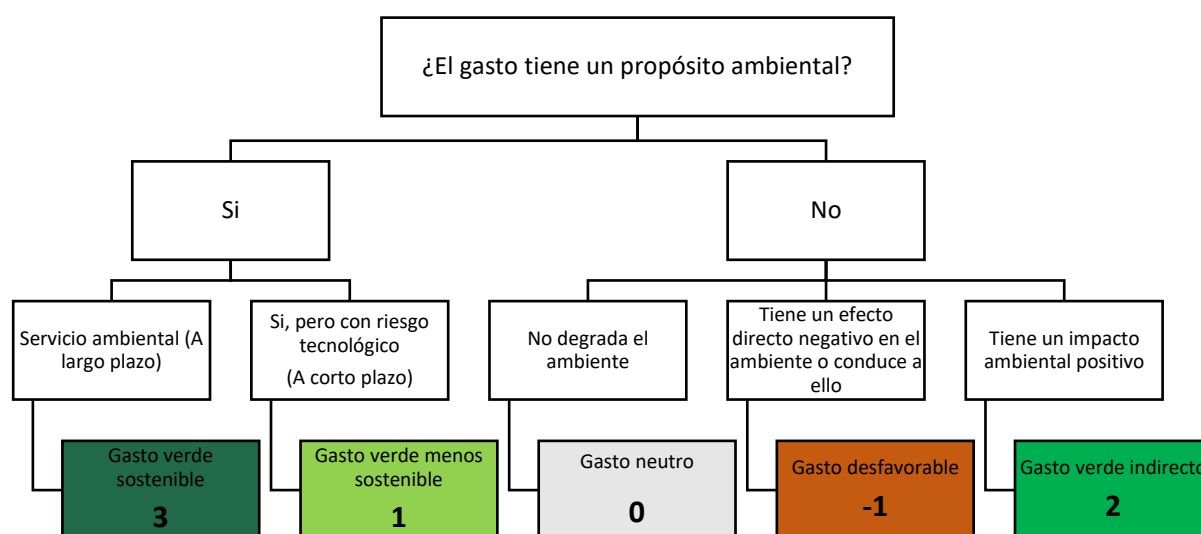 ¿El gasto tiene un propósito ambiental?
Si
No
Servicio ambiental (A
largo plazo)
Si, pero con riesgo
tecnológico
(A corto plazo)
No degrada el
ambiente
Tiene un efecto
directo negativo en el
ambiente o conduce a
ello
Tiene un impacto
ambiental positivo
Gasto verde
sostenible
3
Gasto verde menos
sostenible
1
Gasto neutro
0
Gasto desfavorable
-1
Gasto verde indirecto
2